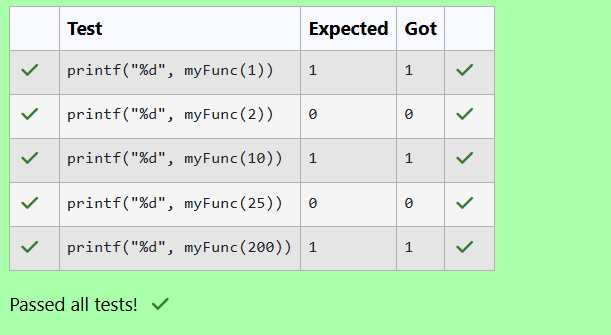 Test Expected Got
printf("%d", myFunc(1)) 1 1
printf("%d", myFunc(2)) 0 0
printf("%d", myFunc(10)) 1 1
printf("%d", myFunc(25)) 0 0
printf("%d", myFunc(200)) 1 1
Passed all tests!